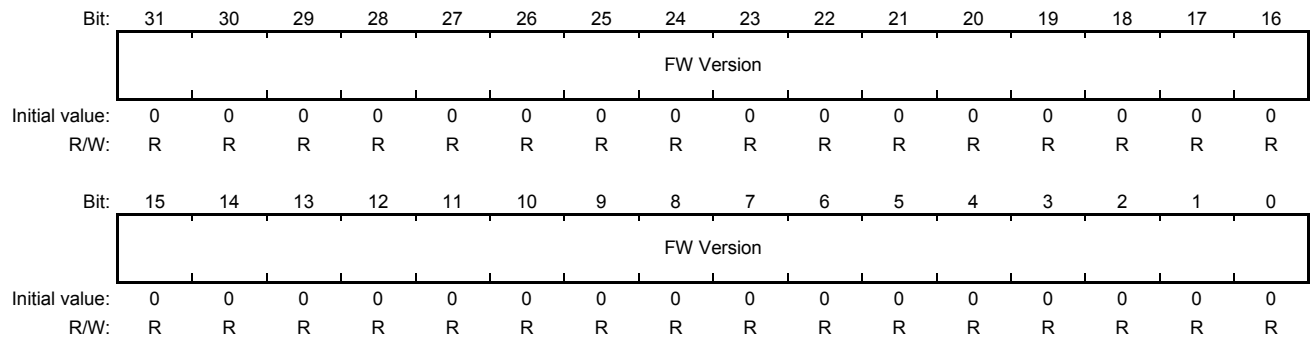 Bit: 31 30 29 28 27 26 25 24 23 22 21 20 19 18 17 16
FW Version
Initial value: 0 0 0 0 0 0 0 0 0 0 0 0 0 0 0 0
R/W: R R R R R R R R R R R R R R R R
Bit: 15 14 13 12 11 10 9 8 7 6 5 4 3 2 1 0
FW Version
Initial value: 0 0 0 0 0 0 0 0 0 0 0 0 0 0 0 0
R/W: R R R R R R R R R R R R R R R R